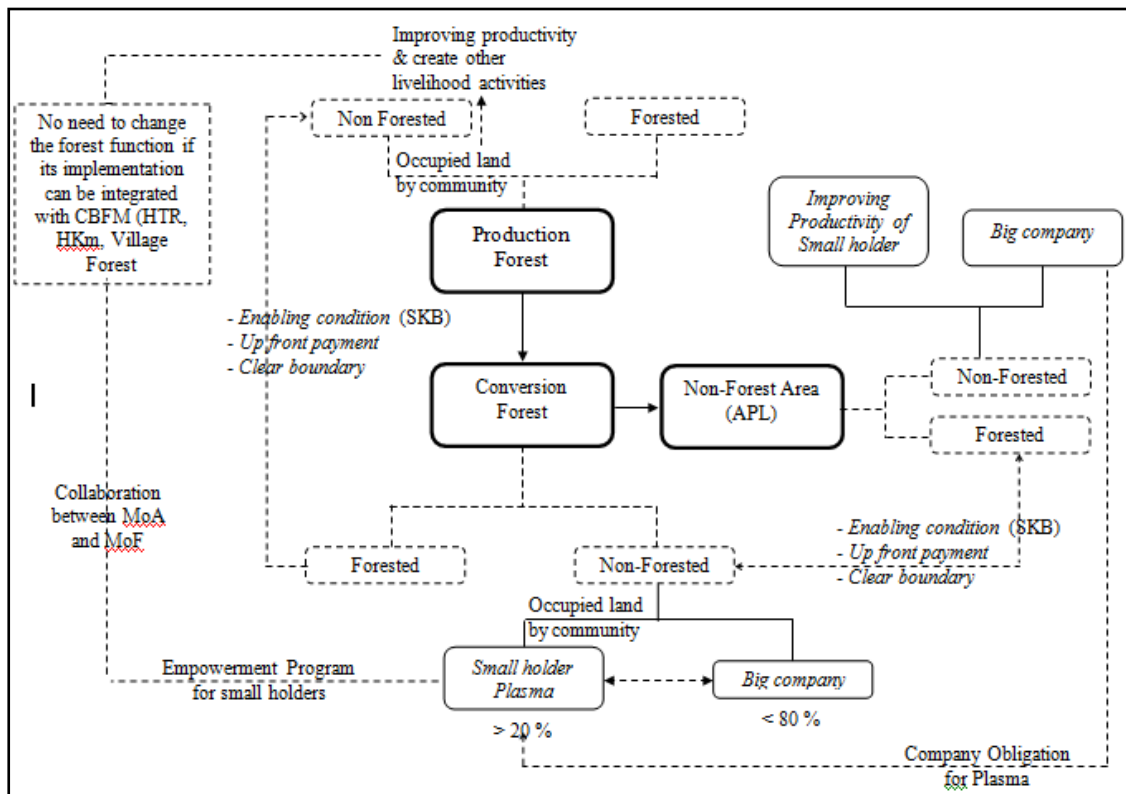 Improving productivity
& create other
livelihood activities
No need to change
the forest function if
its implementation
can be integrated
with CBFM (HTR,
HKm, Village
Forest
Non Forested
Forested
Occupied land
by community
Production
Forest
Improving
Productivity of
Small holder
Big company
- Enabling condition (SKB)
- Up front payment
- Clear boundary
Conversion
Forest
Non-Forest Area
(APL)
Non-Forested
Forested
Collaboration
between MoA
and MoF
- Enabling condition (SKB)
- Up front payment
- Clear boundary
Forested
Non-Forested
Occupied land
by community
Empowerment Program
for small holders
Small holder
Plasma
Big company
> 20 %
< 80 %
Company Obligation
for Plasma